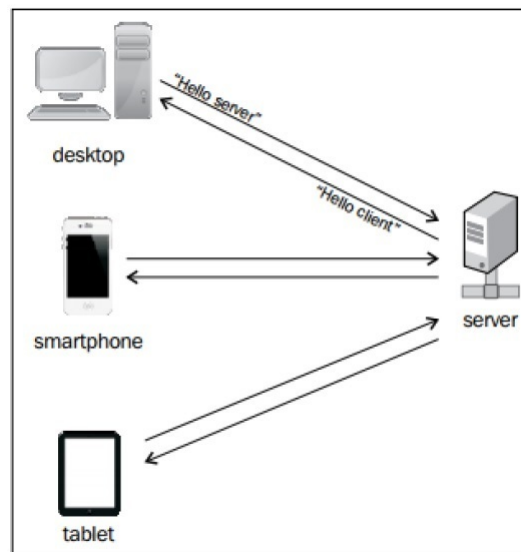 "Hello server"
desktop
"Hello client"
server
smartphone
tablet